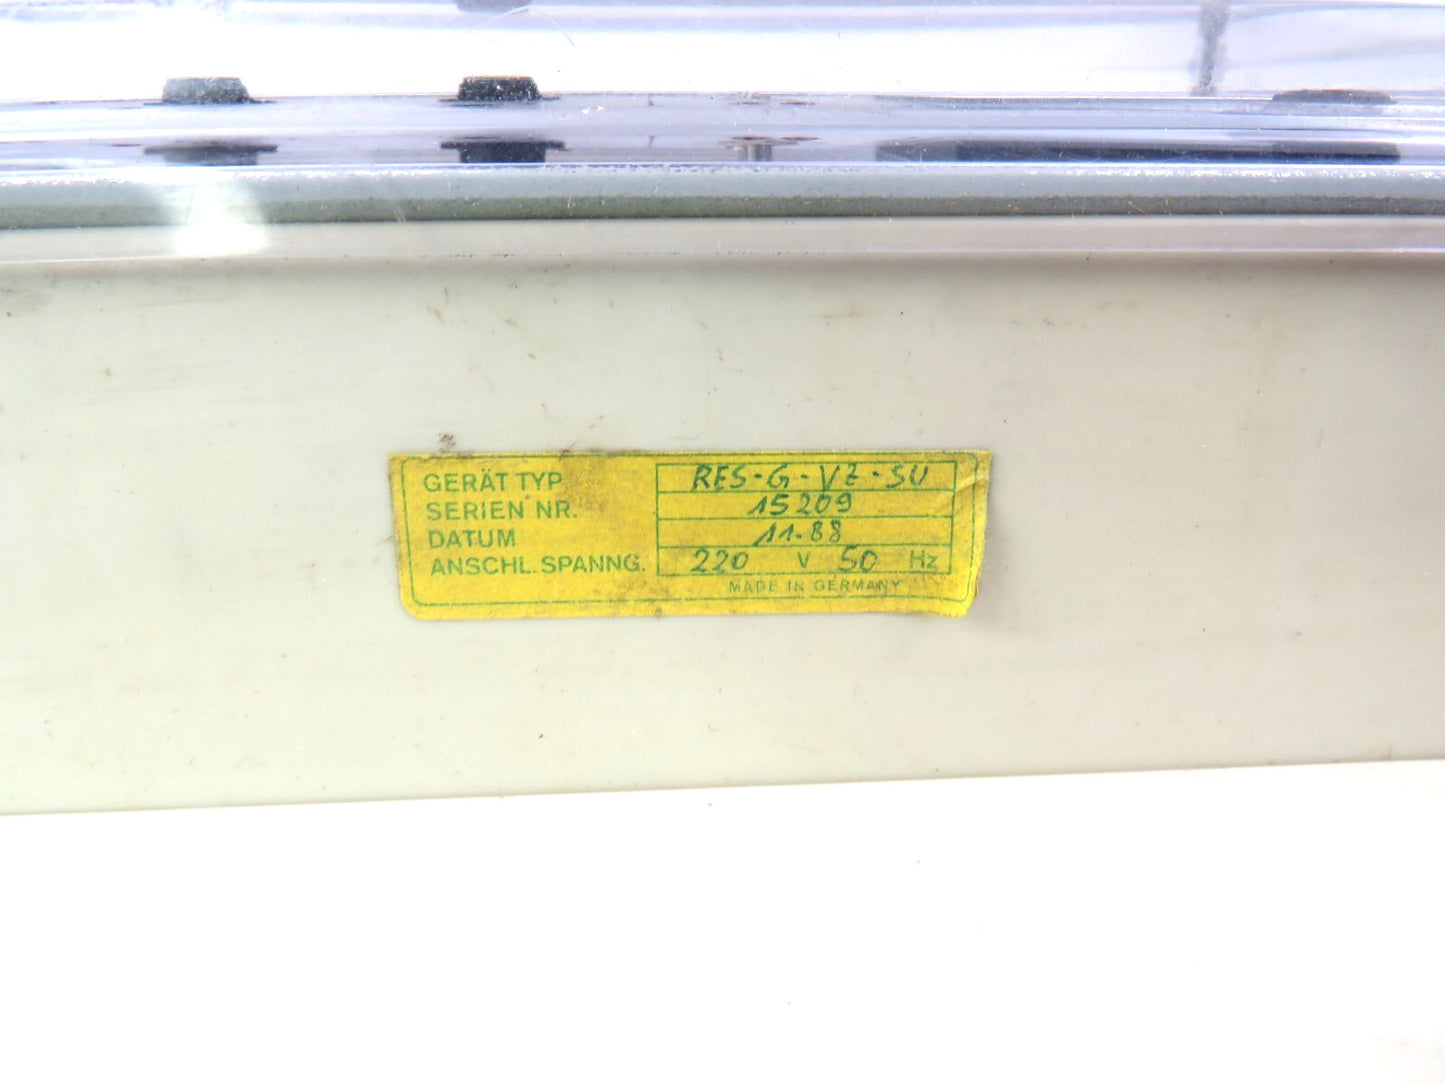 GERÄT TYP RES-G-VZ-SU
SERIEN NR. 15209
DATUM 11.88
ANSCHL. SPANNG. 220 V 50 Hz
MADE IN GERMANY